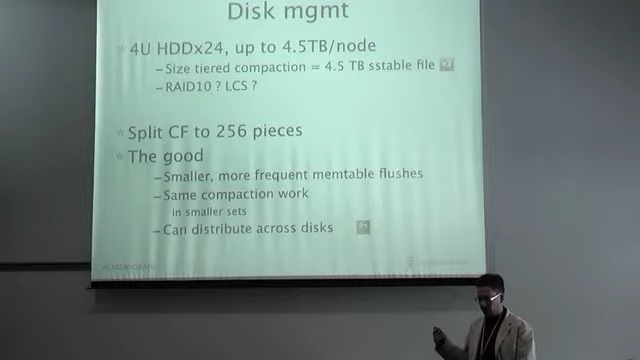 Disk mgmt
4U HDDx24, up to 4.5TB/node
–Size tiered compaction = 4.5 TB sstable file
–RAID10 ? LCS ?
Split CF to 256 pieces
The good
–Smaller, more frequent memtable flushes
–Same compaction work
in smaller sets
–Can distribute across disks